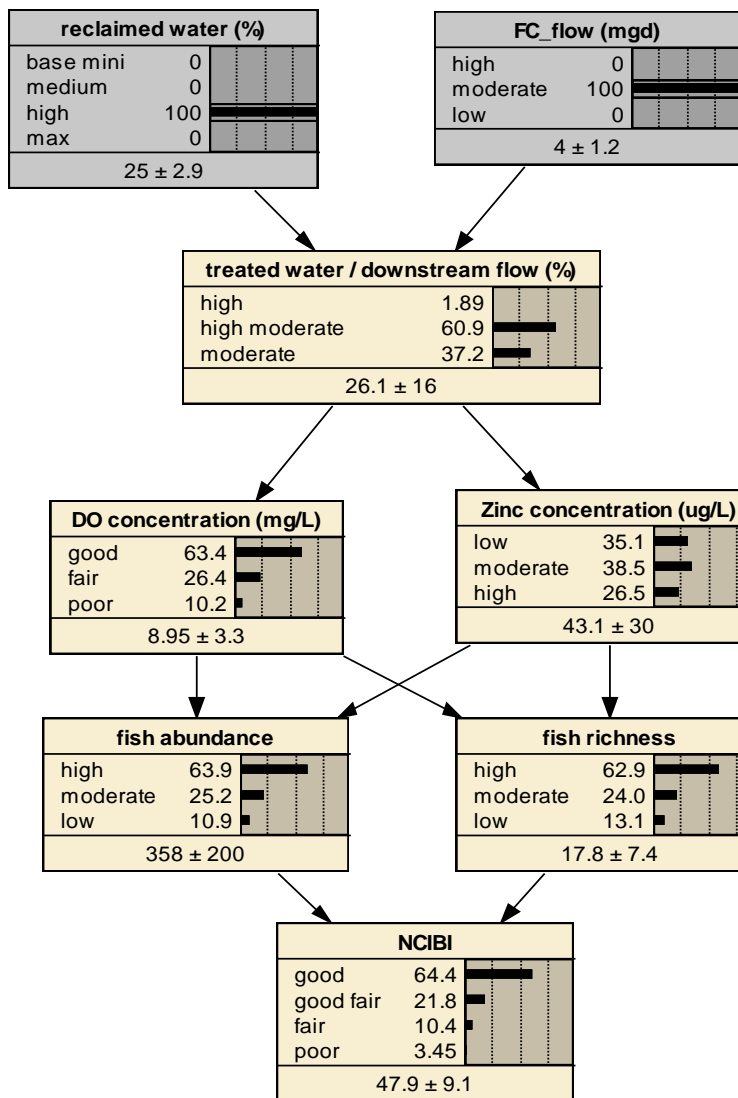 reclaimed water (%)
base mini 0
medium 0
high 100
max 0
25 ± 2.9
FC_flow (mgd)
high 0
moderate 100
low 0
4 ± 1.2
treated water / downstream flow (%)
high 1.89
high moderate 60.9
moderate 37.2
26.1 ± 16
DO concentration (mg/L)
good 63.4
fair 26.4
poor 10.2
8.95 ± 3.3
Zinc concentration (ug/L)
low 35.1
moderate 38.5
high 26.5
43.1 ± 30
fish abundance
high 63.9
moderate 25.2
low 10.9
358 ± 200
fish richness
high 62.9
moderate 24.0
low 13.1
17.8 ± 7.4
NCIBI
good 64.4
good fair 21.8
fair 10.4
poor 3.45
47.9 ± 9.1